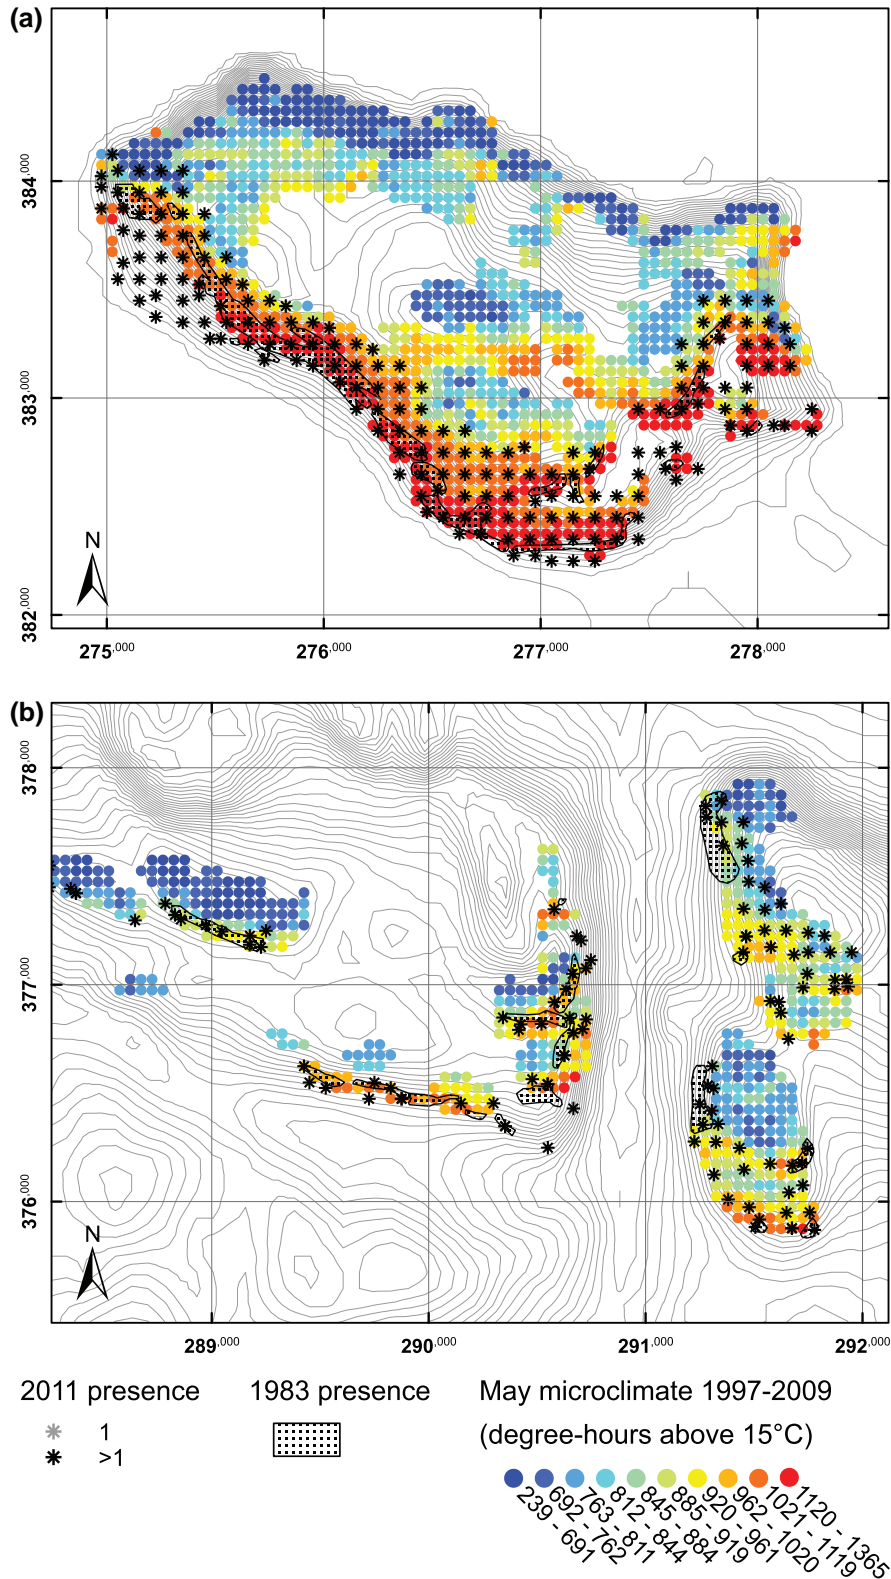 (a)
384,000
383,000
382,000
N
275,000 276,000 277,000 278,000
(b)
378,000
377,000
376,000
N
289,000 290,000 291,000 292,000
2011 presence
1
>1
1983 presence
May microclimate 1997-2009
(degree-hours above 15°C)
239 - 691
692 - 762
763 - 811
812 - 844
845 - 884
885 - 919
920 - 961
962 - 1020
1021 - 1119
1120 - 1365